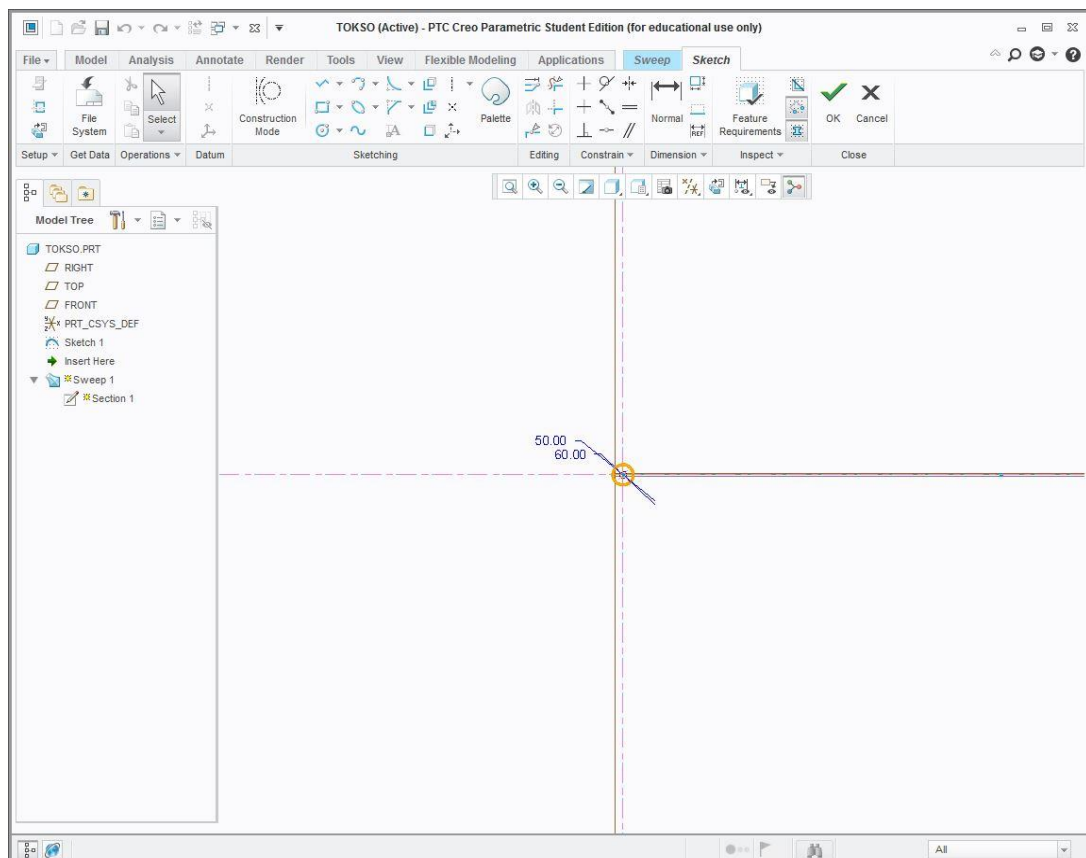 TOKSO (Active) - PTC Creo Parametric Student Edition (for educational use only)
File Model Analysis Annotate Render Tools View Flexible Modeling Applications Sweep Sketch
File System
Select
Construction Mode
A
Palette
Normal
REF
Feature Requirements
OK Cancel
Setup Get Data Operations Datum Sketching Editing Constrain Dimension Inspect Close
Model Tree
TOKSO.PRT
RIGHT
TOP
FRONT
PRT_CSYS_DEF
Sketch 1
Insert Here
Sweep 1
Section 1
50.00
60.00
All